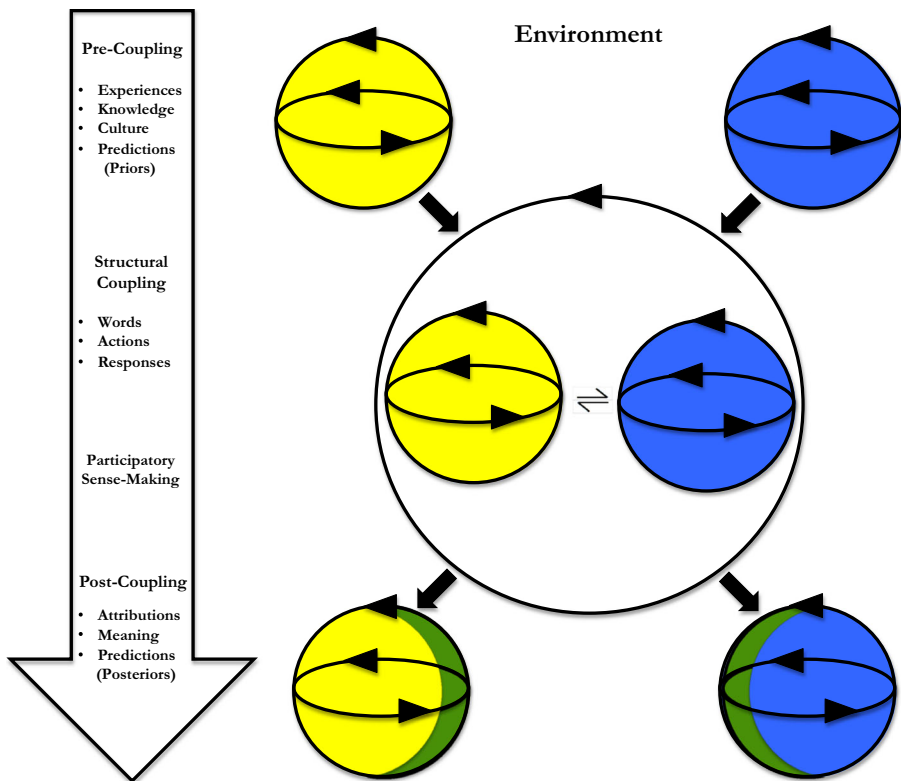 Environment
Pre-Coupling
• Experiences
• Knowledge
• Culture
• Predictions
(Priors)
Structural
Coupling
• Words
• Actions
• Responses
Participatory
Sense-Making
Post-Coupling
• Attributions
• Meaning
• Predictions
(Posteriors)